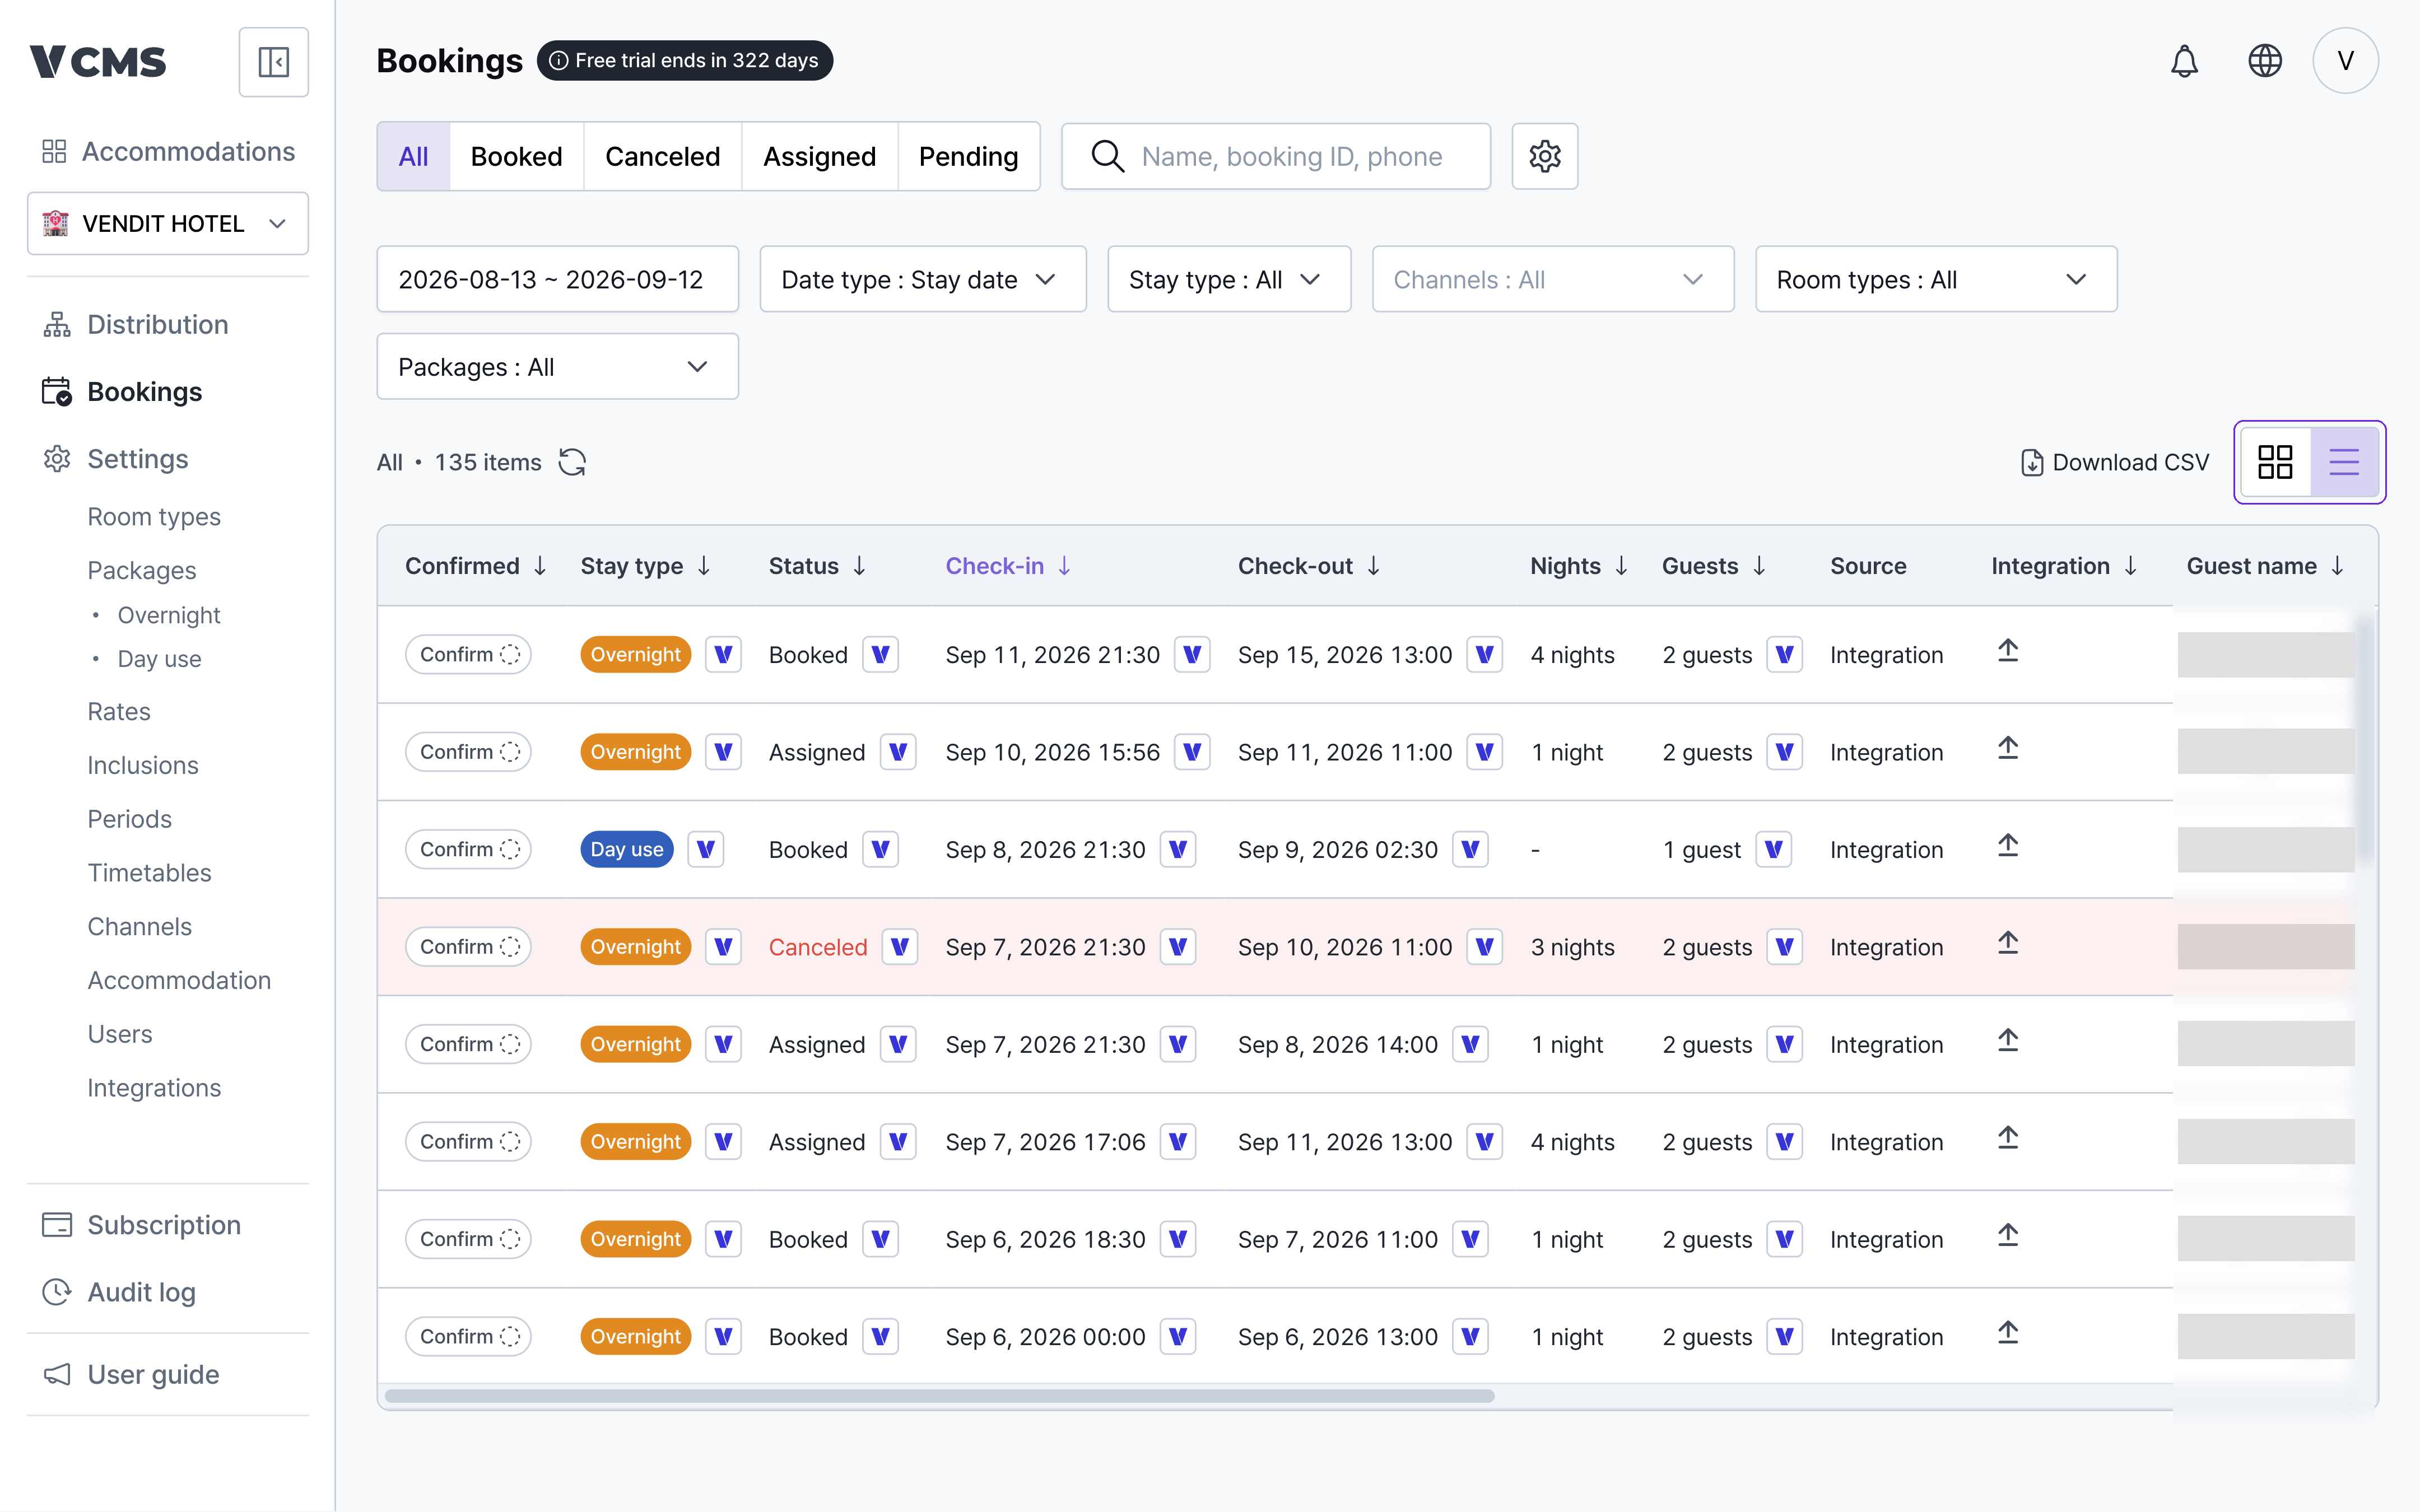 VCMS
Accommodations
VENDIT HOTEL
Distribution
Bookings
Settings
Room types
Packages
• Overnight
• Day use
Rates
Inclusions
Periods
Timetables
Channels
Accommodation
Users
Integrations
Subscription
Audit log
User guide
Bookings Free trial ends in 322 days V
All Booked Canceled Assigned Pending Name, booking ID, phone
2026-08-13 ~ 2026-09-12 Date type : Stay date Stay type : All Channels : All Room types : All
Packages : All
All • 135 items Download CSV
Confirmed ↓ Stay type ↓ Status ↓ Check-in ↓ Check-out ↓ Nights ↓ Guests ↓ Source Integration ↓ Guest name ↓
Confirm Overnight V Booked V Sep 11, 2026 21:30 V Sep 15, 2026 13:00 V 4 nights 2 guests V Integration
Confirm Overnight V Assigned V Sep 10, 2026 15:56 V Sep 11, 2026 11:00 V 1 night 2 guests V Integration
Confirm Day use V Booked V Sep 8, 2026 21:30 V Sep 9, 2026 02:30 V - 1 guest V Integration
Confirm Overnight V Canceled V Sep 7, 2026 21:30 V Sep 10, 2026 11:00 V 3 nights 2 guests V Integration
Confirm Overnight V Assigned V Sep 7, 2026 21:30 V Sep 8, 2026 14:00 V 1 night 2 guests V Integration
Confirm Overnight V Assigned V Sep 7, 2026 17:06 V Sep 11, 2026 13:00 V 4 nights 2 guests V Integration
Confirm Overnight V Booked V Sep 6, 2026 18:30 V Sep 7, 2026 11:00 V 1 night 2 guests V Integration
Confirm Overnight V Booked V Sep 6, 2026 00:00 V Sep 6, 2026 13:00 V 1 night 2 guests V Integration